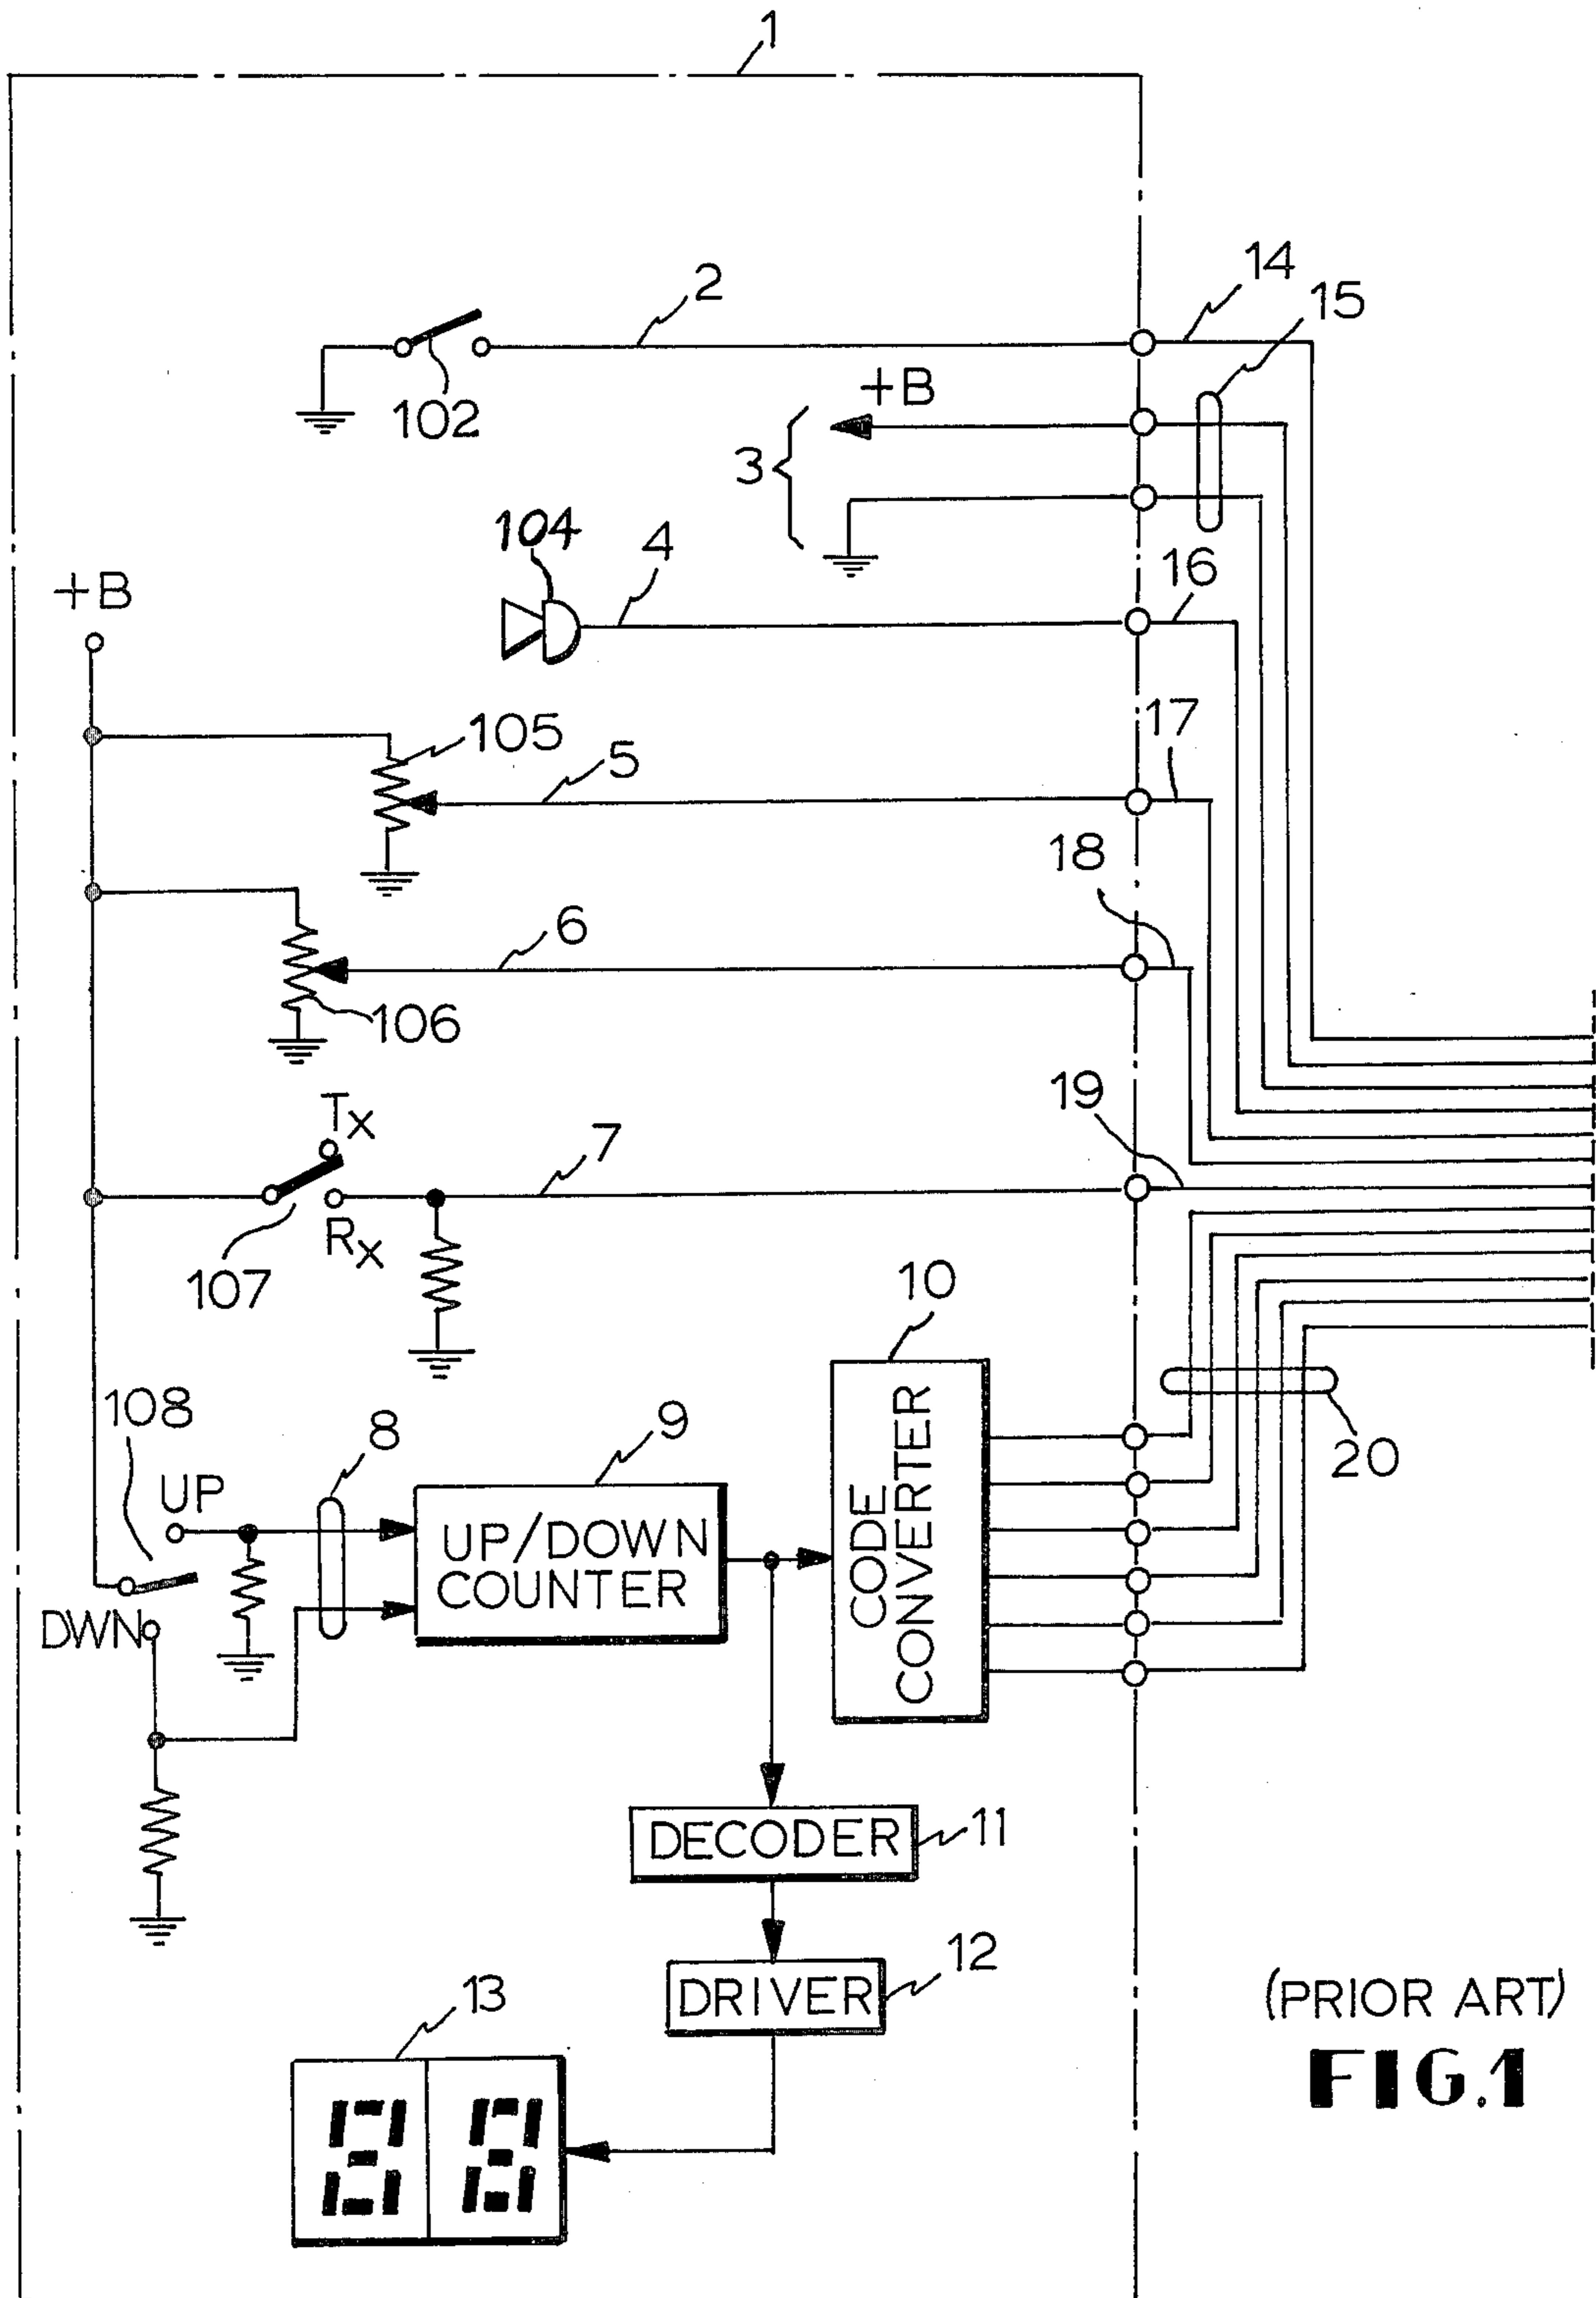 1
2
14
15
102
+B
3
104
4
16
+B
105
5
17
18
6
106
Tx
19
7
Rx
107
10
108
8
9
20
UP
UP/DOWN
COUNTER
CODE
CONVERTER
DWN
DECODER
11
12
DRIVER
13
(PRIOR ART)
FIG.1